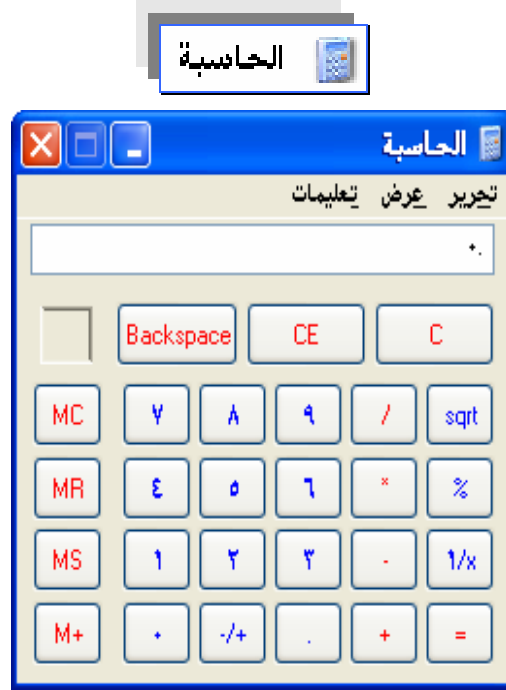 الحاسبة
الحاسبة
تحرير عرض تعليمات
٠.
Backspace CE C
MC ٧ ٨ ٩ / sqrt
MR ٤ ٥ ٦ * %
MS ١ ٢ ٣ - ١/x
M+ ٠ -/+ . + =